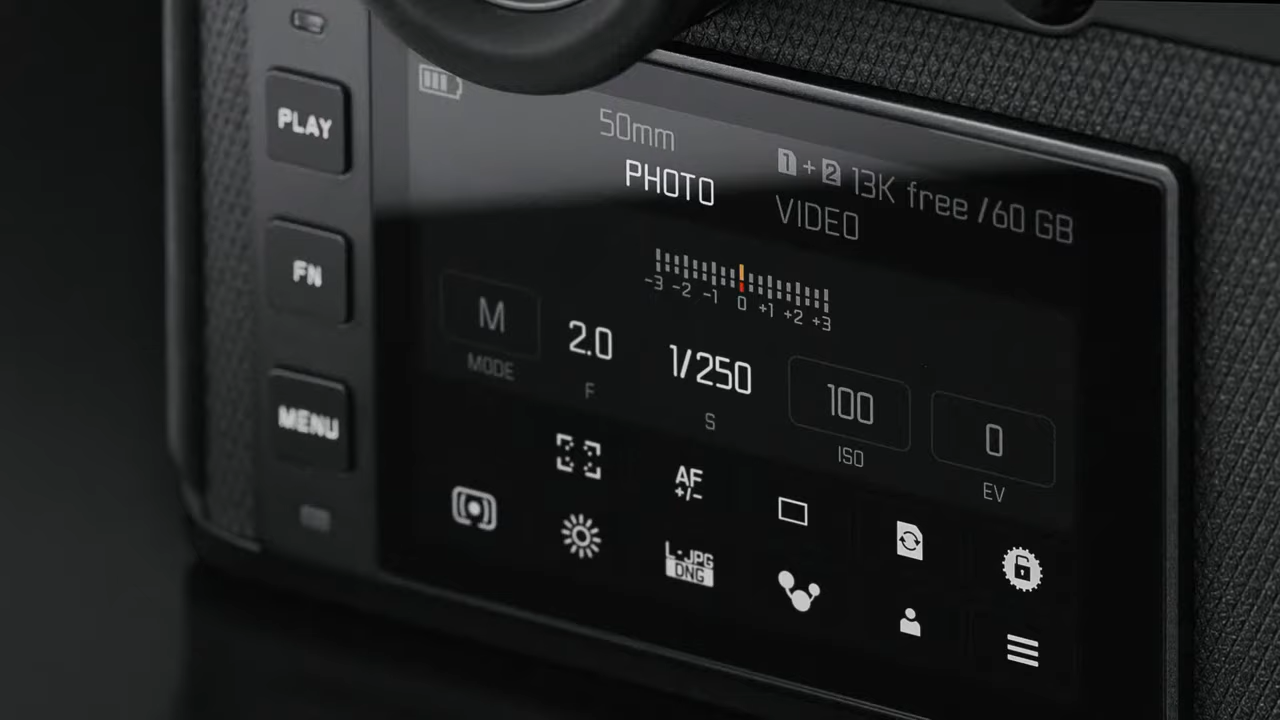 PLAY
FN
MENU
50mm
1 + 2 13K free /60 GB
PHOTO
VIDEO
-3 -2 -1 0 +1 +2 +3
M
MODE
2.0
F
1/250
S
100
ISO
0
EV
AF
+/-
L-JPG
DNG